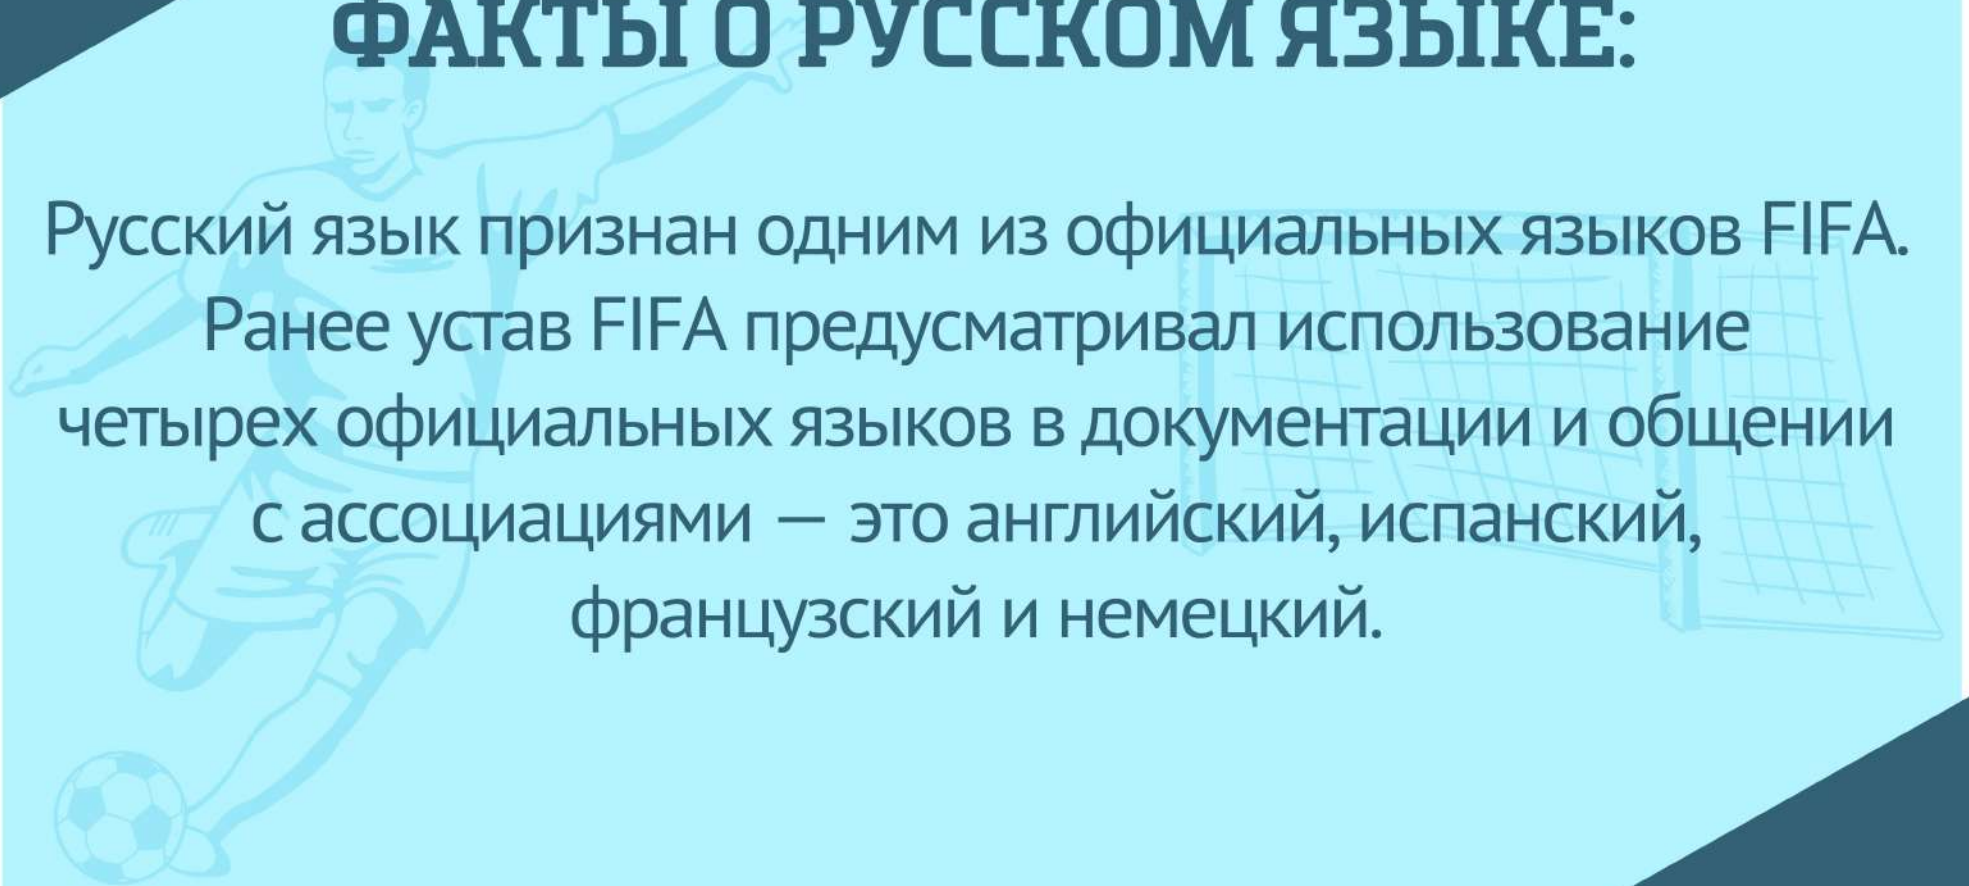 ФАКТЫ О РУССКОМ ЯЗЫКЕ:
Русский язык признан одним из официальных языков FIFA.
Ранее устав FIFA предусматривал использование
четырех официальных языков в документации и общении
с ассоциациями — это английский, испанский,
французский и немецкий.